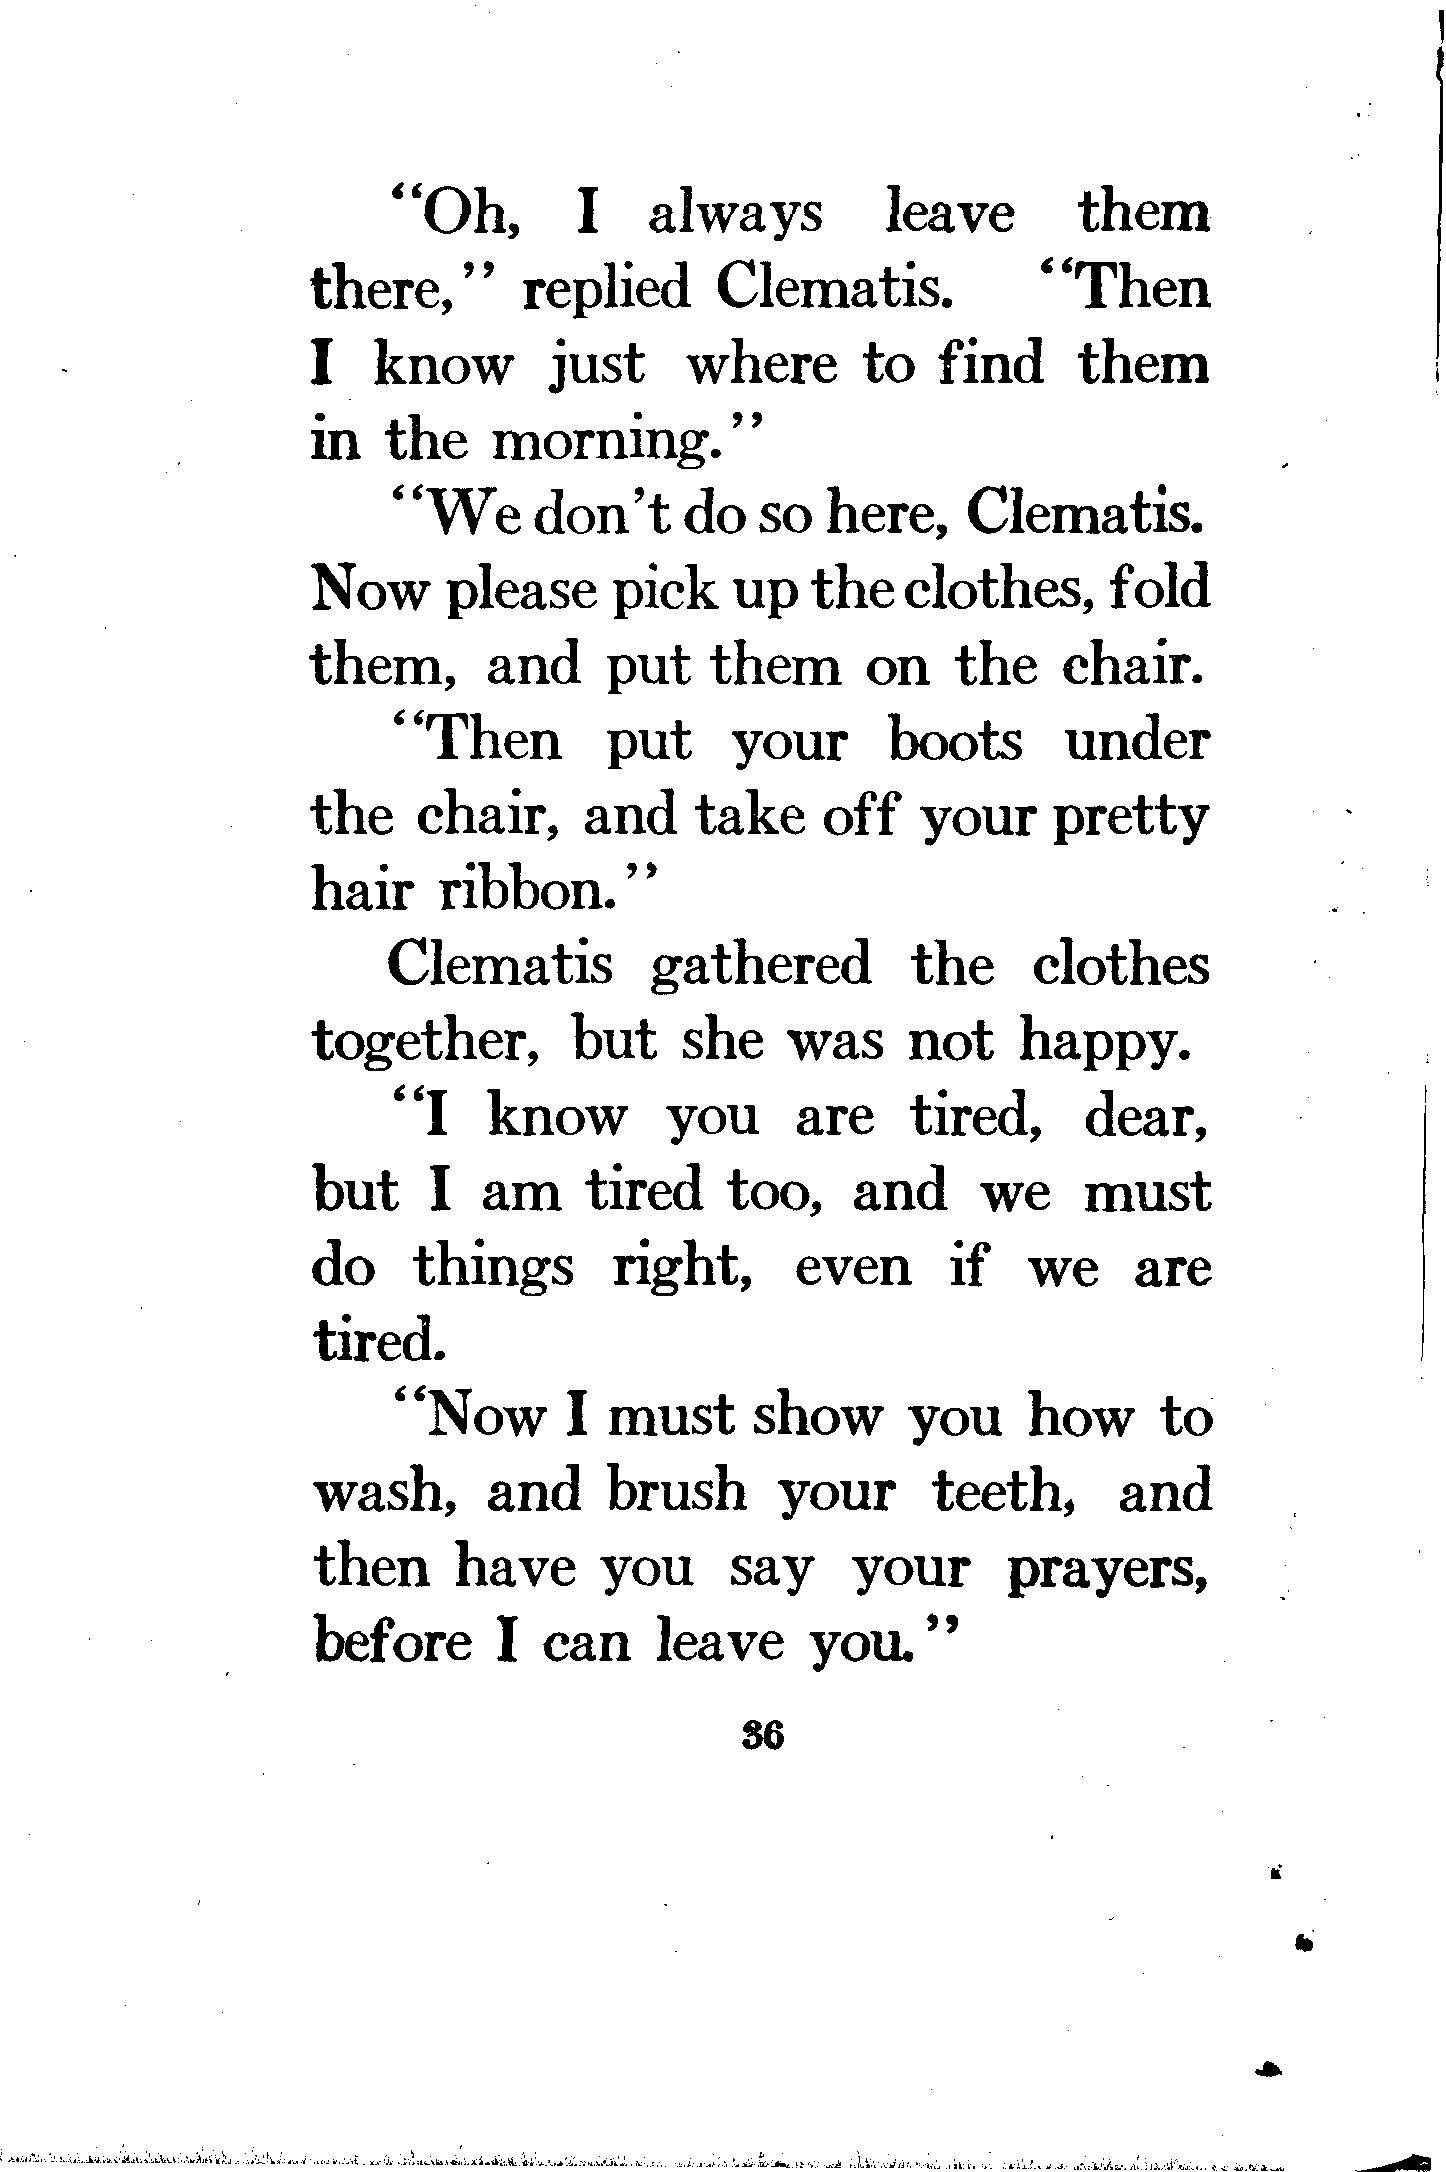 “Oh, I always leave them
there,” replied Clematis. “Then
I know just where to find them
in the morning.”
“We don’t do so here, Clematis.
Now please pick up the clothes, fold
them, and put them on the chair.
“Then put your boots under
the chair, and take off your pretty
hair ribbon.”
Clematis gathered the clothes
together, but she was not happy.
“I know you are tired, dear,
but I am tired too, and we must
do things right, even if we are
tired.
“Now I must show you how to
wash, and brush your teeth, and
then have you say your prayers,
before I can leave you.”
36